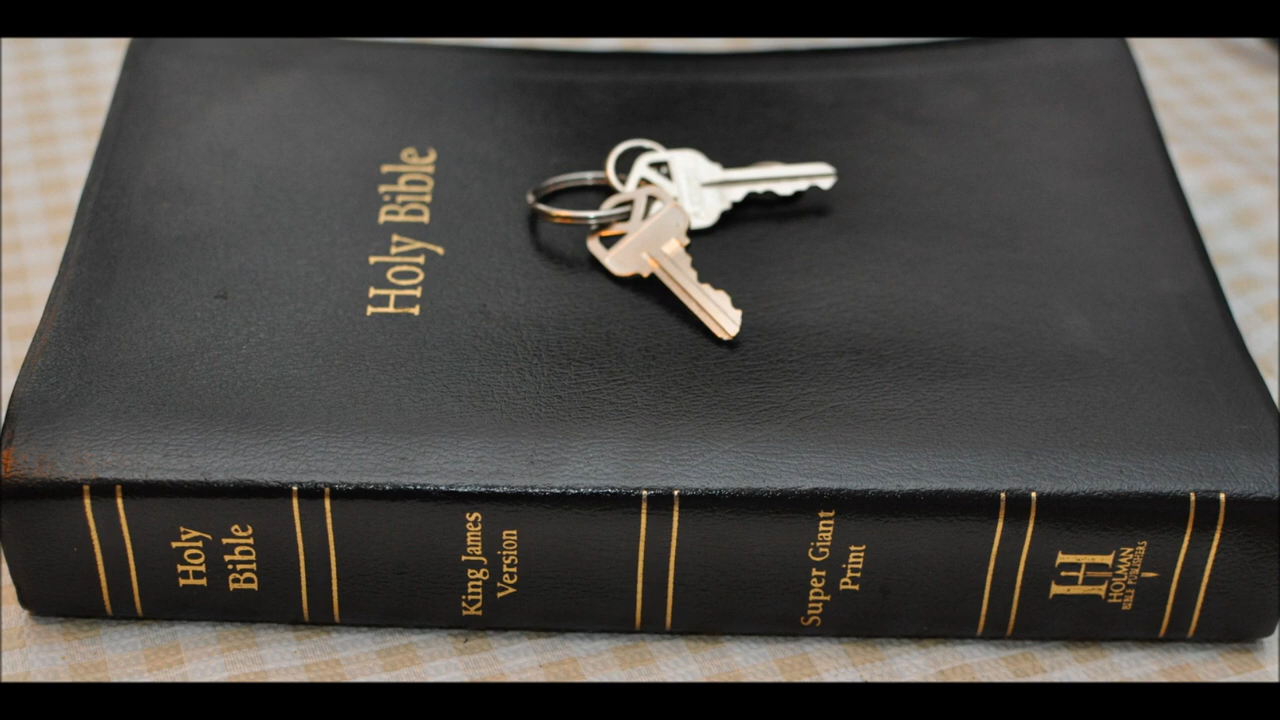 Holy Bible
Holy
Bible
King James
Version
Super Giant
Print
H
HOLMAN
BIBLE PUBLISHERS